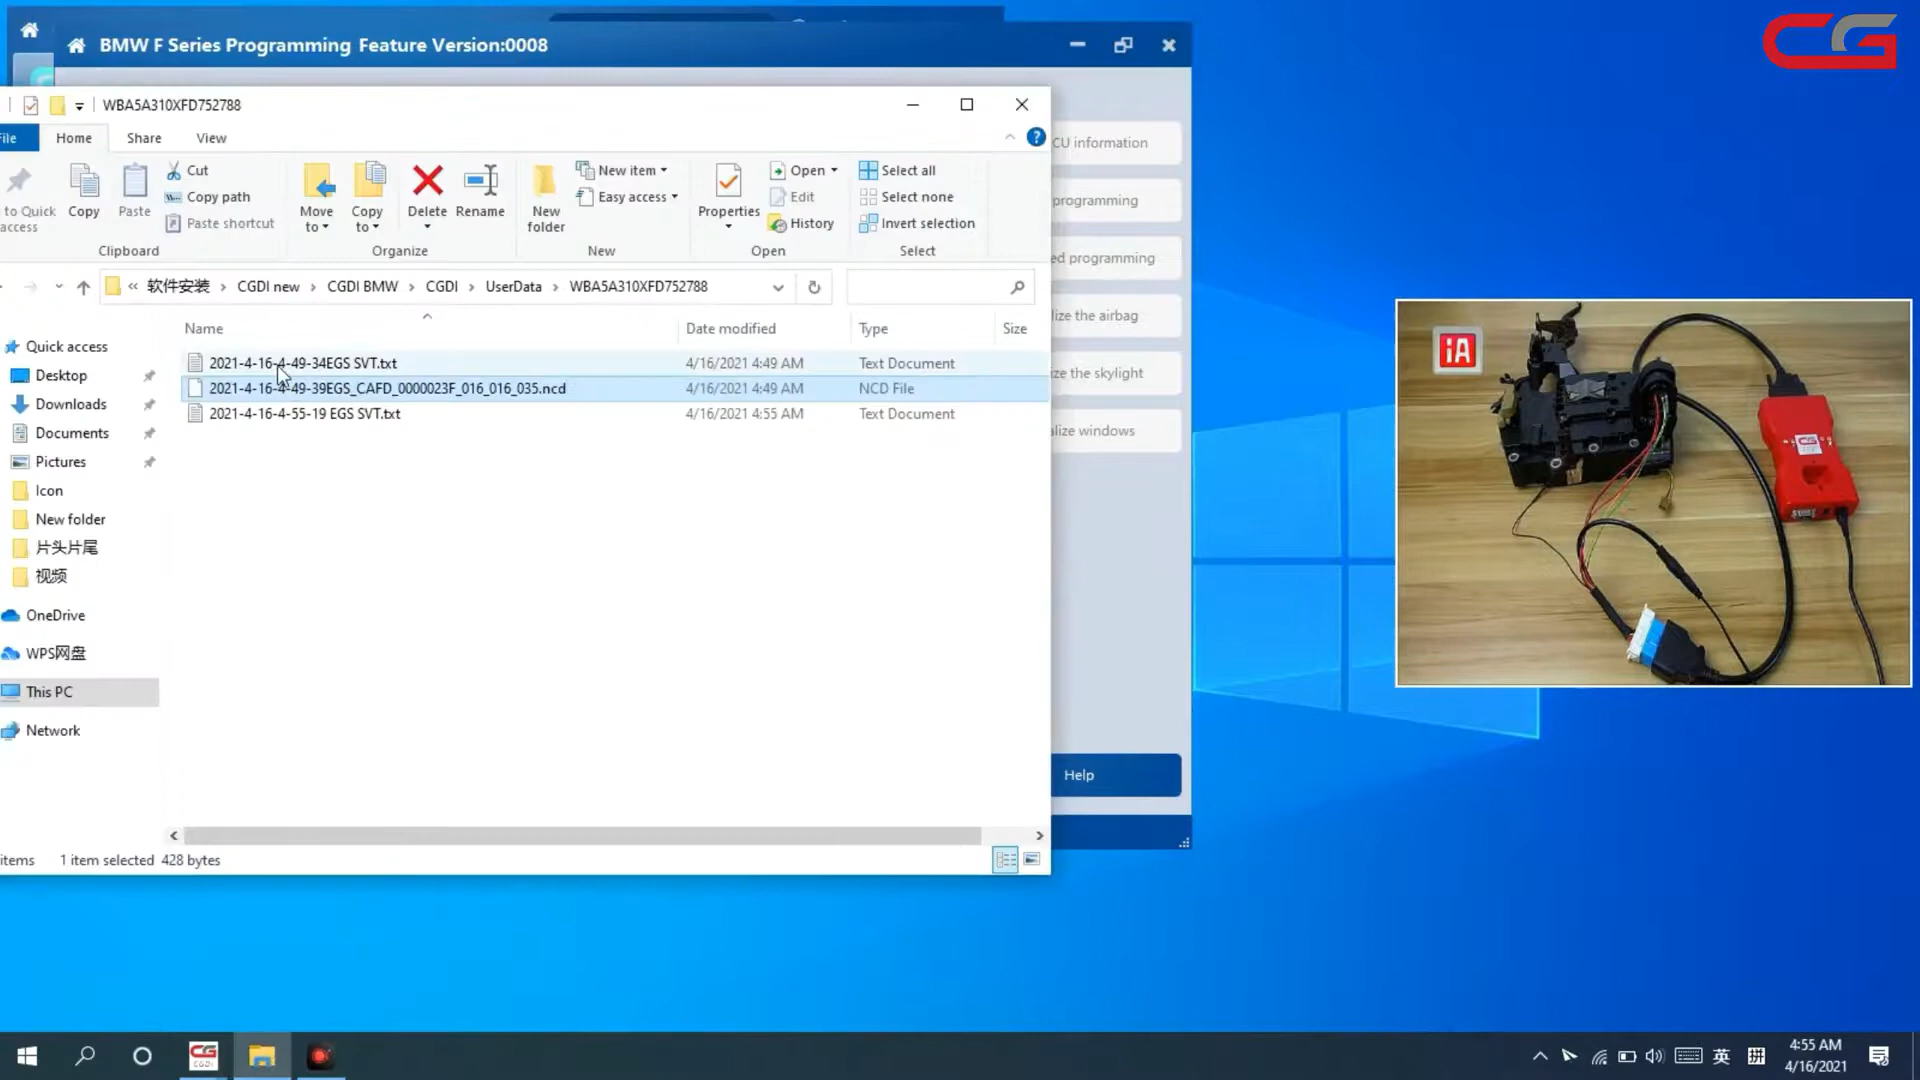 BMW F Series Programming Feature Version:0008
CG
WBA5A310XFD752788
File
Home
Share
View
to Quick
access
Copy
Paste
Cut
Copy path
Paste shortcut
Clipboard
Move
to
Copy
to
Delete
Rename
Organize
New
folder
New item
Easy access
New
Properties
Open
Edit
History
Open
Select all
Select none
Invert selection
Select
« 软件安装 › CGDI new › CGDI BMW › CGDI › UserData › WBA5A310XFD752788
Name
Date modified
Type
Size
2021-4-16-4-49-34EGS SVT.txt 4/16/2021 4:49 AM Text Document
2021-4-16-4-49-39EGS_CAFD_0000023F_016_016_035.ncd 4/16/2021 4:49 AM NCD File
2021-4-16-4-55-19 EGS SVT.txt 4/16/2021 4:55 AM Text Document
Quick access
Desktop
Downloads
Documents
Pictures
Icon
New folder
片头片尾
视频
OneDrive
WPS网盘
This PC
Network
items 1 item selected 428 bytes
CU information
programming
ed programming
lize the airbag
ze the skylight
alize windows
Help
iA
CG
CG
CGDI
英
拼
4:55 AM
4/16/2021